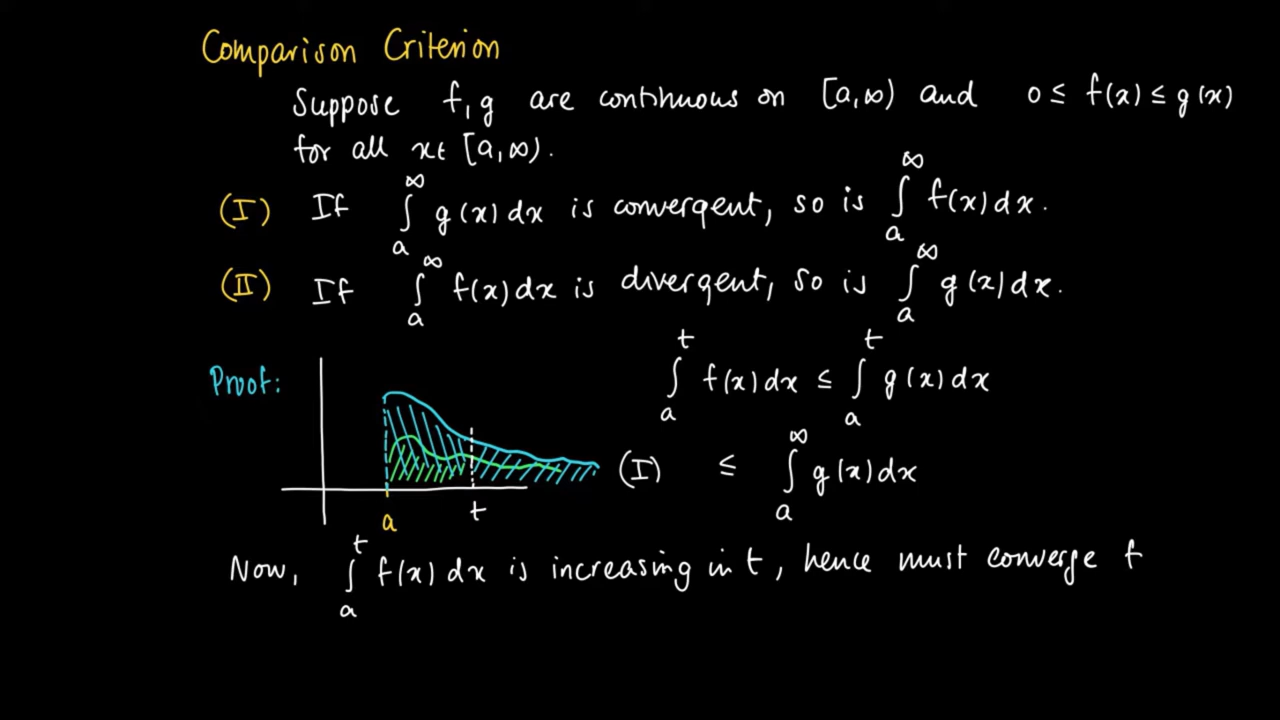 Comparison Criterion
Suppose f, g are continuous on [a,∞) and 0 ≤ f(x) ≤ g(x)
for all x∈ [a,∞).
(I) If ∫_a^∞ g(x)dx is convergent, so is ∫_a^∞ f(x)dx.
(II) If ∫_a^∞ f(x)dx is divergent, so is ∫_a^∞ g(x)dx.
Proof: ∫_a^t f(x)dx ≤ ∫_a^t g(x)dx
(I) ≤ ∫_a^∞ g(x)dx
a t
Now, ∫_a^t f(x) dx is increasing in t, hence must converge t